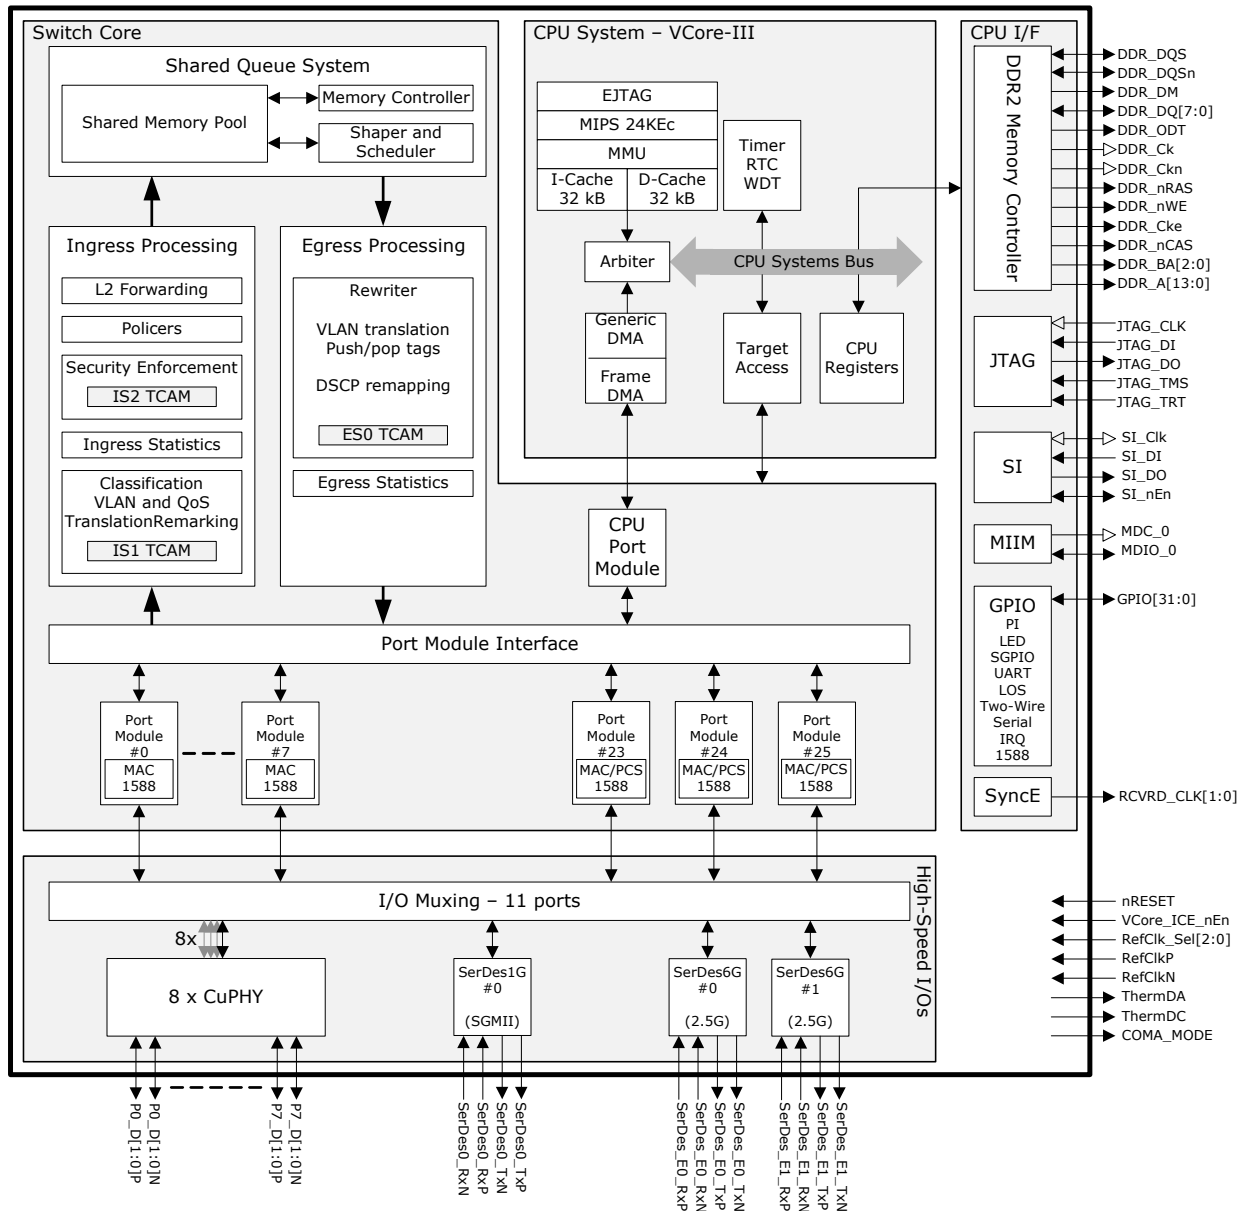 Switch Core
Shared Queue System
Shared Memory Pool
Memory Controller
Shaper and
Scheduler
Ingress Processing
L2 Forwarding
Policers
Security Enforcement
IS2 TCAM
Ingress Statistics
Classification
VLAN and QoS
TranslationRemarking
IS1 TCAM
Egress Processing
Rewriter
VLAN translation
Push/pop tags
DSCP remapping
ES0 TCAM
Egress Statistics
CPU System – VCore-III
EJTAG
MIPS 24KEc
MMU
I-Cache
32 kB
D-Cache
32 kB
Timer
RTC
WDT
Arbiter
CPU Systems Bus
Generic
DMA
Frame
DMA
Target
Access
CPU
Registers
CPU
Port
Module
Port Module Interface
Port
Module
#0
MAC
1588
Port
Module
#7
MAC
1588
Port
Module
#23
MAC/PCS
1588
Port
Module
#24
MAC/PCS
1588
Port
Module
#25
MAC/PCS
1588
High-Speed I/Os
I/O Muxing – 11 ports
8x
8 x CuPHY
SerDes1G
#0
(SGMII)
SerDes6G
#0
(2.5G)
SerDes6G
#1
(2.5G)
P0_D[1:0]P
P0_D[1:0]N
P7_D[1:0]P
P7_D[1:0]N
SerDes0_RxN
SerDes0_RxP
SerDes0_TxN
SerDes0_TxP
SerDes_E0_RxP
SerDes_E0_RxN
SerDes_E0_TxP
SerDes_E0_TxN
SerDes_E1_RxP
SerDes_E1_RxN
SerDes_E1_TxP
SerDes_E1_TxN
CPU I/F
DDR2 Memory
Controller
DDR_DQS
DDR_DQSn
DDR_DM
DDR_DQ[7:0]
DDR_ODT
DDR_Ck
DDR_Ckn
DDR_nRAS
DDR_nWE
DDR_Cke
DDR_nCAS
DDR_BA[2:0]
DDR_A[13:0]
JTAG
JTAG_CLK
JTAG_DI
JTAG_DO
JTAG_TMS
JTAG_TRT
SI
SI_Clk
SI_DI
SI_DO
SI_nEn
MIIM
MDC_0
MDIO_0
GPIO
PI
LED
SGPIO
UART
LOS
Two-Wire
Serial
IRQ
1588
GPIO[31:0]
SyncE
RCVRD_CLK[1:0]
nRESET
VCore_ICE_nEn
RefClk_Sel[2:0]
RefClkP
RefClkN
ThermDA
ThermDC
COMA_MODE